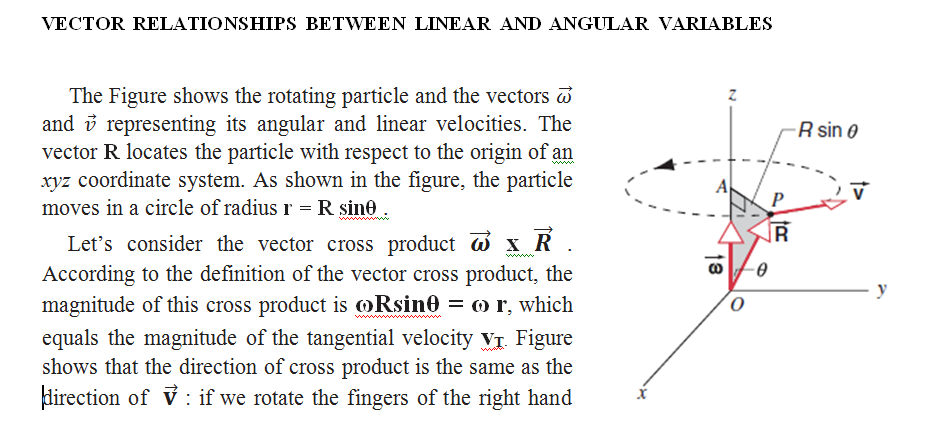 VECTOR RELATIONSHIPS BETWEEN LINEAR AND ANGULAR VARIABLES
The Figure shows the rotating particle and the vectors ω⃗
and v⃗ representing its angular and linear velocities. The
vector R locates the particle with respect to the origin of an
xyz coordinate system. As shown in the figure, the particle
moves in a circle of radius r = R sinθ .
Let’s consider the vector cross product ω⃗ x R⃗ .
According to the definition of the vector cross product, the
magnitude of this cross product is ωRsinθ = ω r, which
equals the magnitude of the tangential velocity v_T. Figure
shows that the direction of cross product is the same as the
direction of v⃗ : if we rotate the fingers of the right hand
z
R sin θ
A
P
v⃗
R⃗
ω⃗
θ
y
O
x